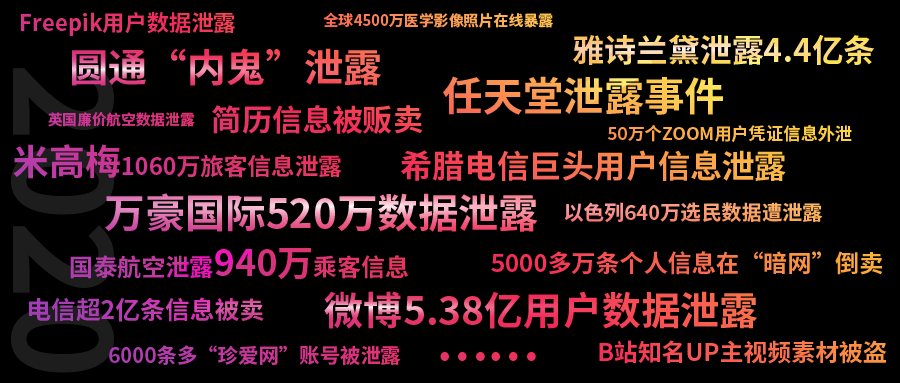 Freepik用户数据泄露
全球4500万医学影像照片在线暴露
雅诗兰黛泄露4.4亿条
圆通“内鬼”泄露
任天堂泄露事件
英国廉价航空数据泄露
简历信息被贩卖
50万个ZOOM用户凭证信息外泄
米高梅1060万旅客信息泄露
希腊电信巨头用户信息泄露
万豪国际520万数据泄露
以色列640万选民数据遭泄露
国泰航空泄露940万乘客信息
5000多万条个人信息在“暗网”倒卖
电信超2亿条信息被卖
微博5.38亿用户数据泄露
6000条多“珍爱网”账号被泄露
••••••
B站知名UP主视频素材被盗
2020